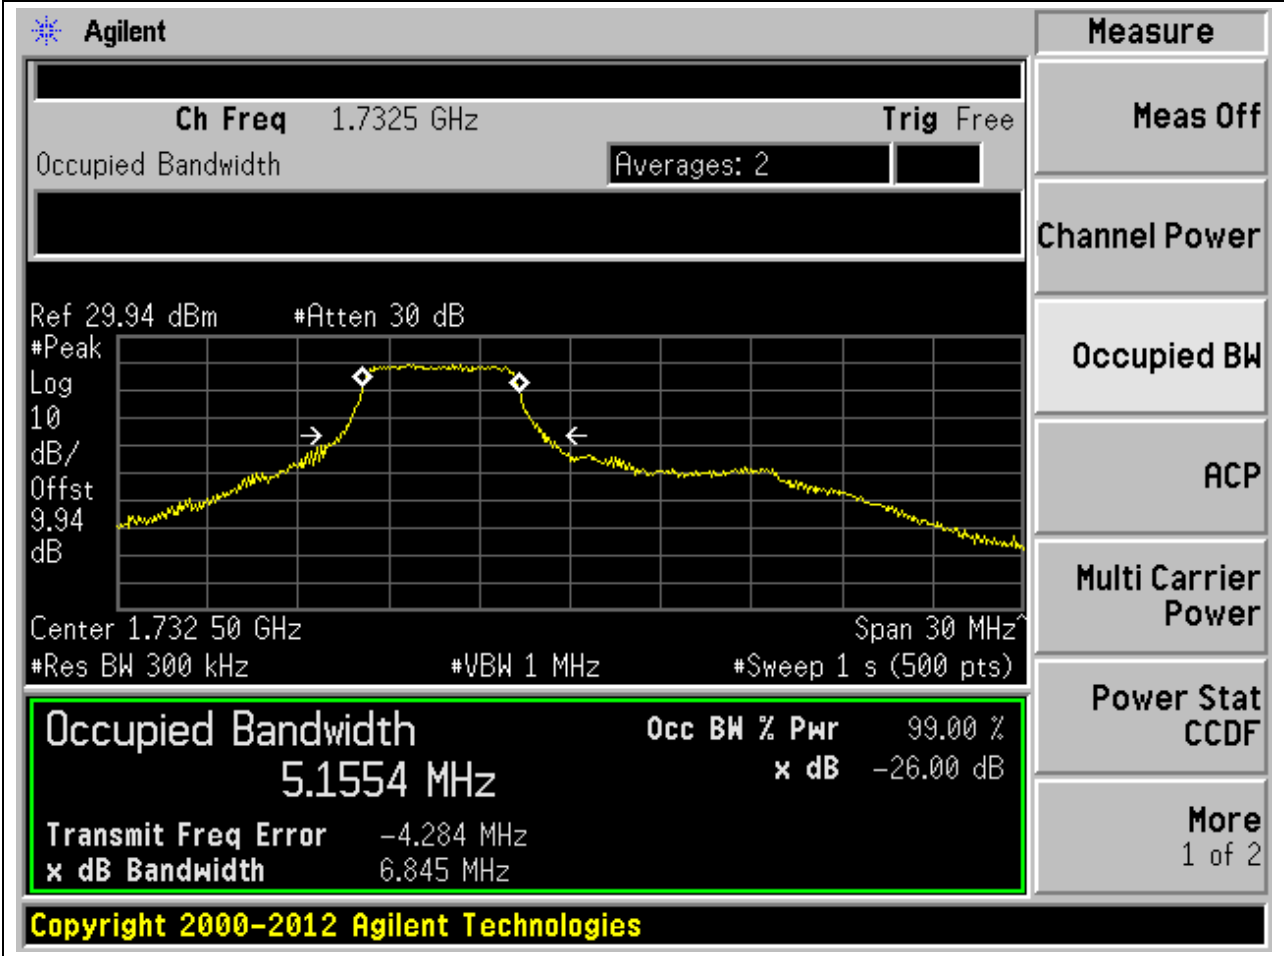 Agilent
Measure
Ch Freq 1.7325 GHz Trig Free
Occupied Bandwidth Averages: 2
Ref 29.94 dBm #Atten 30 dB
#Peak
Log
10
dB/
Offst
9.94
dB
Center 1.732 50 GHz Span 30 MHz^
#Res BW 300 kHz #VBW 1 MHz #Sweep 1 s (500 pts)
Occupied Bandwidth Occ BW % Pwr 99.00 %
5.1554 MHz x dB -26.00 dB
Transmit Freq Error -4.284 MHz
x dB Bandwidth 6.845 MHz
Copyright 2000-2012 Agilent Technologies
Meas Off
Channel Power
Occupied BW
ACP
Multi Carrier
Power
Power Stat
CCDF
More
1 of 2